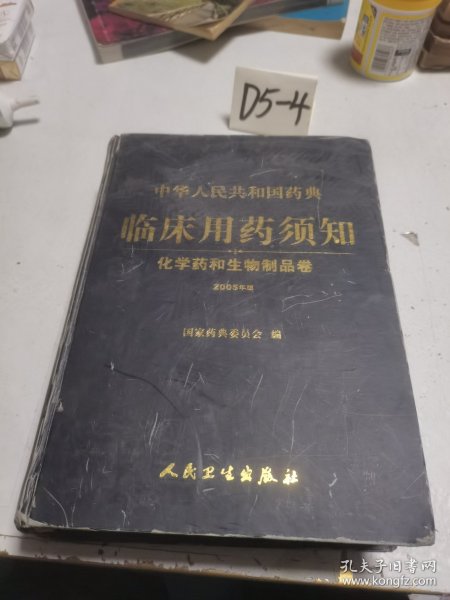 D5-4
中华人民共和国药典
临床用药须知
化学药和生物制品卷
2005年版
国家药典委员会 编
人民卫生出版社
孔夫子旧书网
www.kongfz.com